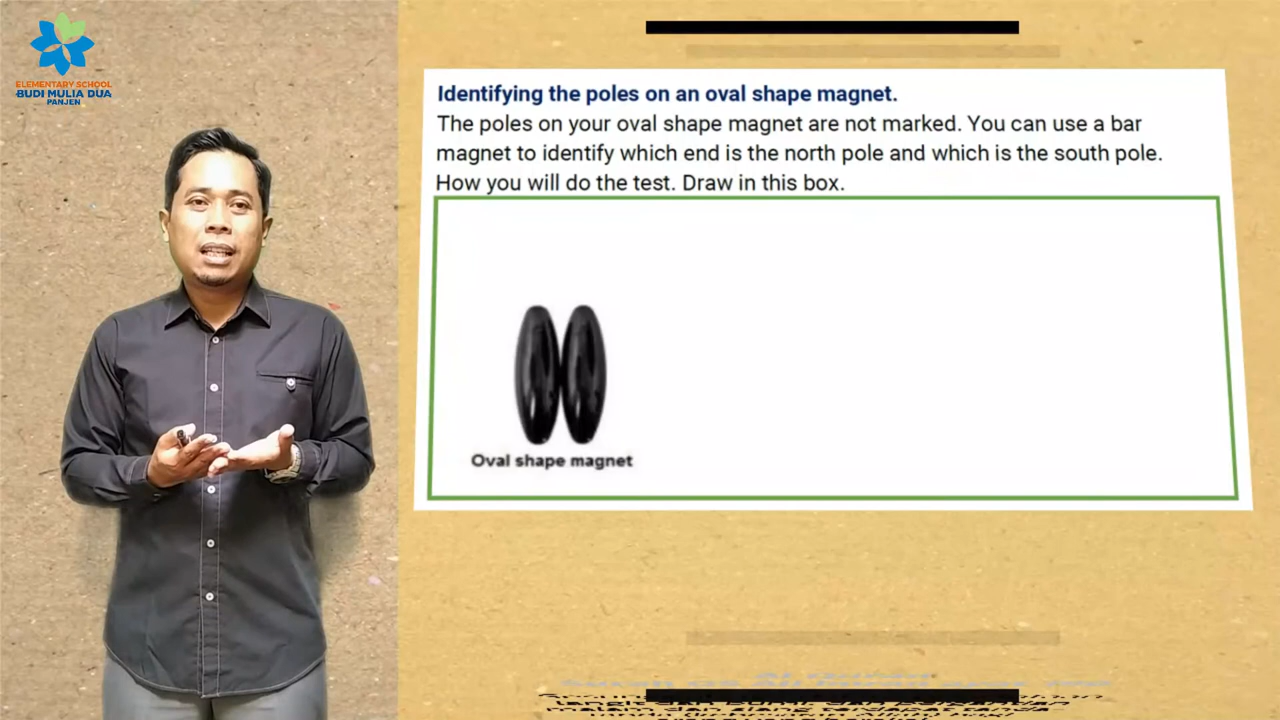 ELEMENTARY SCHOOL
BUDI MULIA DUA
PANJEN
Identifying the poles on an oval shape magnet.
The poles on your oval shape magnet are not marked. You can use a bar
magnet to identify which end is the north pole and which is the south pole.
How you will do the test. Draw in this box.
Oval shape magnet